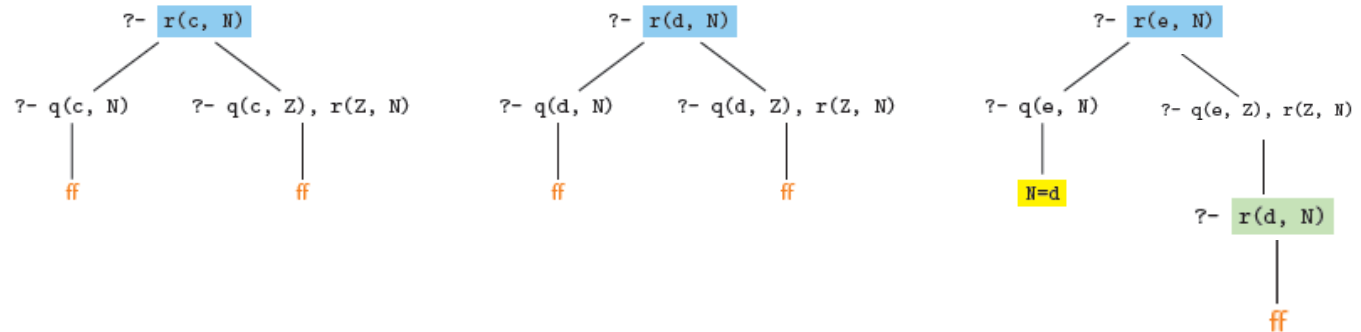 ?- r(c, N)
?- q(c, N)
?- q(c, Z), r(Z, N)
ff
ff
?- r(d, N)
?- q(d, N)
?- q(d, Z), r(Z, N)
ff
ff
?- r(e, N)
?- q(e, N)
?- q(e, Z), r(Z, N)
N=d
?- r(d, N)
ff